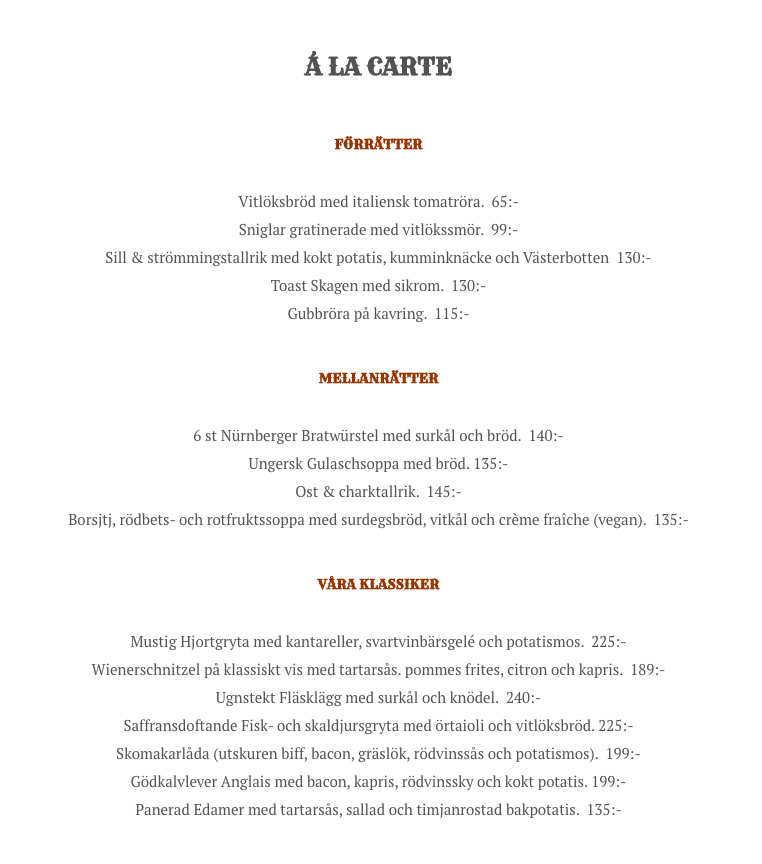 Á LA CARTE
FÖRRÄTTER
Vitlöksbröd med italiensk tomatröra.  65:-
Sniglar gratinerade med vitlökssmör.  99:-
Sill & strömmingstallrik med kokt potatis, kumminknäcke och Västerbotten  130:-
Toast Skagen med sikrom.  130:-
Gubbröra på kavring.  115:-
MELLANRÄTTER
6 st Nürnberger Bratwürstel med surkål och bröd.  140:-
Ungersk Gulaschsoppa med bröd. 135:-
Ost & charktallrik.  145:-
Borsjtj, rödbets- och rotfruktssoppa med surdegsbröd, vitkål och crème fraîche (vegan).  135:-
VÅRA KLASSIKER
Mustig Hjortgryta med kantareller, svartvinbärsgelé och potatismos.  225:-
Wienerschnitzel på klassiskt vis med tartarsås. pommes frites, citron och kapris.  189:-
Ugnstekt Fläsklägg med surkål och knödel.  240:-
Saffransdoftande Fisk- och skaldjursgryta med örtaioli och vitlöksbröd. 225:-
Skomakarlåda (utskuren biff, bacon, gräslök, rödvinssås och potatismos).  199:-
Gödkalvlever Anglais med bacon, kapris, rödvinssky och kokt potatis. 199:-
Panerad Edamer med tartarsås, sallad och timjanrostad bakpotatis.  135:-